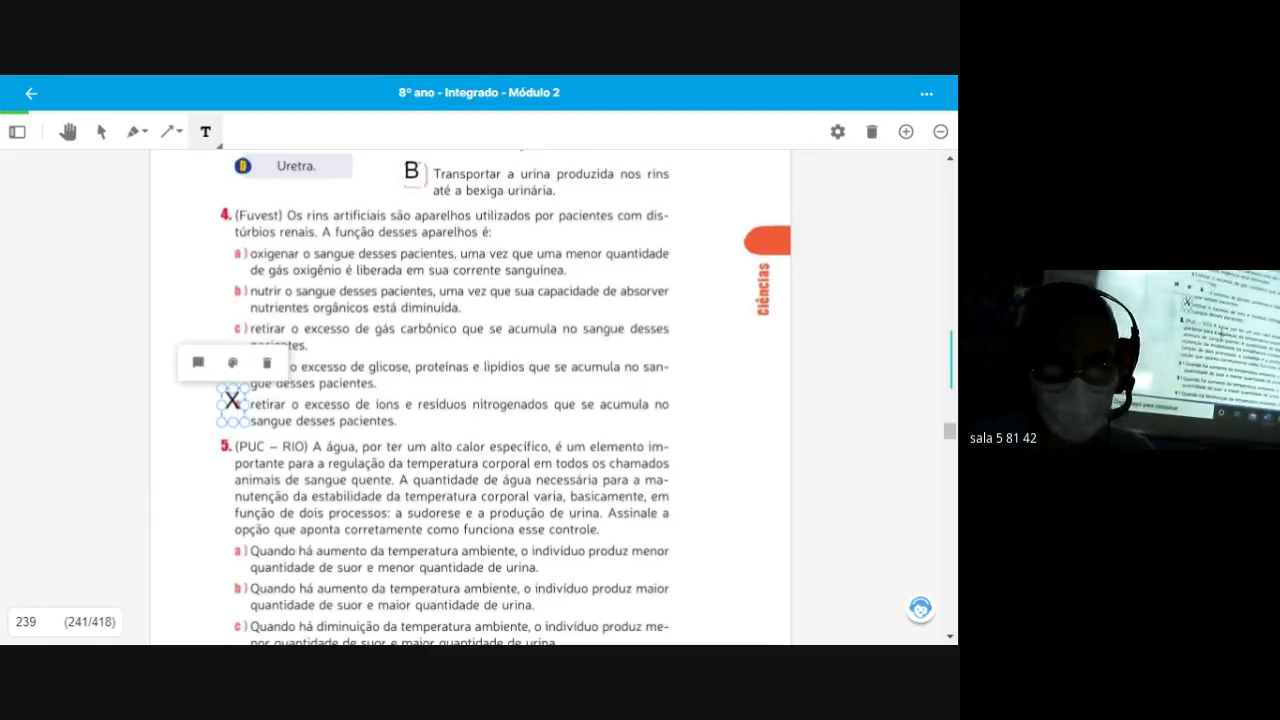 8º ano - Integrado - Módulo 2
T
D Uretra.
B
Transportar a urina produzida nos rins
até a bexiga urinária.
4. (Fuvest) Os rins artificiais são aparelhos utilizados por pacientes com dis-
túrbios renais. A função desses aparelhos é:
a) oxigenar o sangue desses pacientes, uma vez que uma menor quantidade
de gás oxigênio é liberada em sua corrente sanguínea.
b) nutrir o sangue desses pacientes, uma vez que sua capacidade de absorver
nutrientes orgânicos está diminuída.
c) retirar o excesso de gás carbônico que se acumula no sangue desses
pacientes.
o excesso de glicose, proteínas e lipídios que se acumula no san-
gue desses pacientes.
X retirar o excesso de íons e resíduos nitrogenados que se acumula no
sangue desses pacientes.
5. (PUC – RIO) A água, por ter um alto calor específico, é um elemento im-
portante para a regulação da temperatura corporal em todos os chamados
animais de sangue quente. A quantidade de água necessária para a ma-
nutenção da estabilidade da temperatura corporal varia, basicamente, em
função de dois processos: a sudorese e a produção de urina. Assinale a
opção que aponta corretamente como funciona esse controle.
a) Quando há aumento da temperatura ambiente, o indivíduo produz menor
quantidade de suor e menor quantidade de urina.
b) Quando há aumento da temperatura ambiente, o indivíduo produz maior
quantidade de suor e maior quantidade de urina.
c) Quando há diminuição da temperatura ambiente, o indivíduo produz me-
nor quantidade de suor e maior quantidade de urina.
Ciências
239 (241/418)
sala 5 81 42